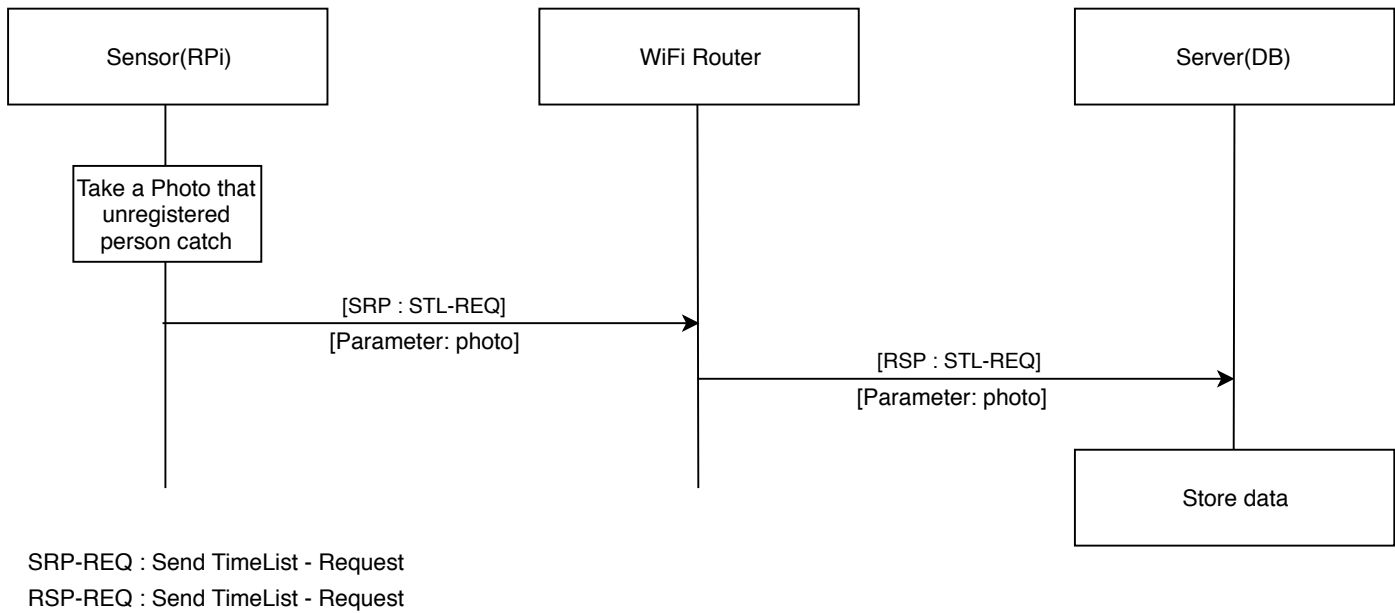 Sensor(RPi)
WiFi Router
Server(DB)
Take a Photo that
unregistered
person catch
[SRP : STL-REQ]
[Parameter: photo]
[RSP : STL-REQ]
[Parameter: photo]
Store data
SRP-REQ : Send TimeList - Request
RSP-REQ : Send TimeList - Request